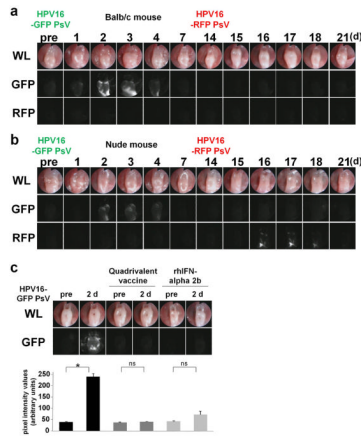 a
HPV16 -GFP PsV Balb/c mouse HPV16 -RFP PsV
pre 1 2 3 4 7 14 15 16 17 18 21(d)
WL
GFP
RFP
b
HPV16 -GFP PsV Nude mouse HPV16 -RFP PsV
pre 1 2 3 4 7 14 15 16 17 18 21(d)
WL
GFP
RFP
c
Quadrivalent vaccine rhIFN-alpha 2b
HPV16-GFP PsV pre 2 d pre 2 d pre 2 d
WL
GFP
pixel intensity values (arbitrary units)
250
200
150
100
50
0
* ns ns